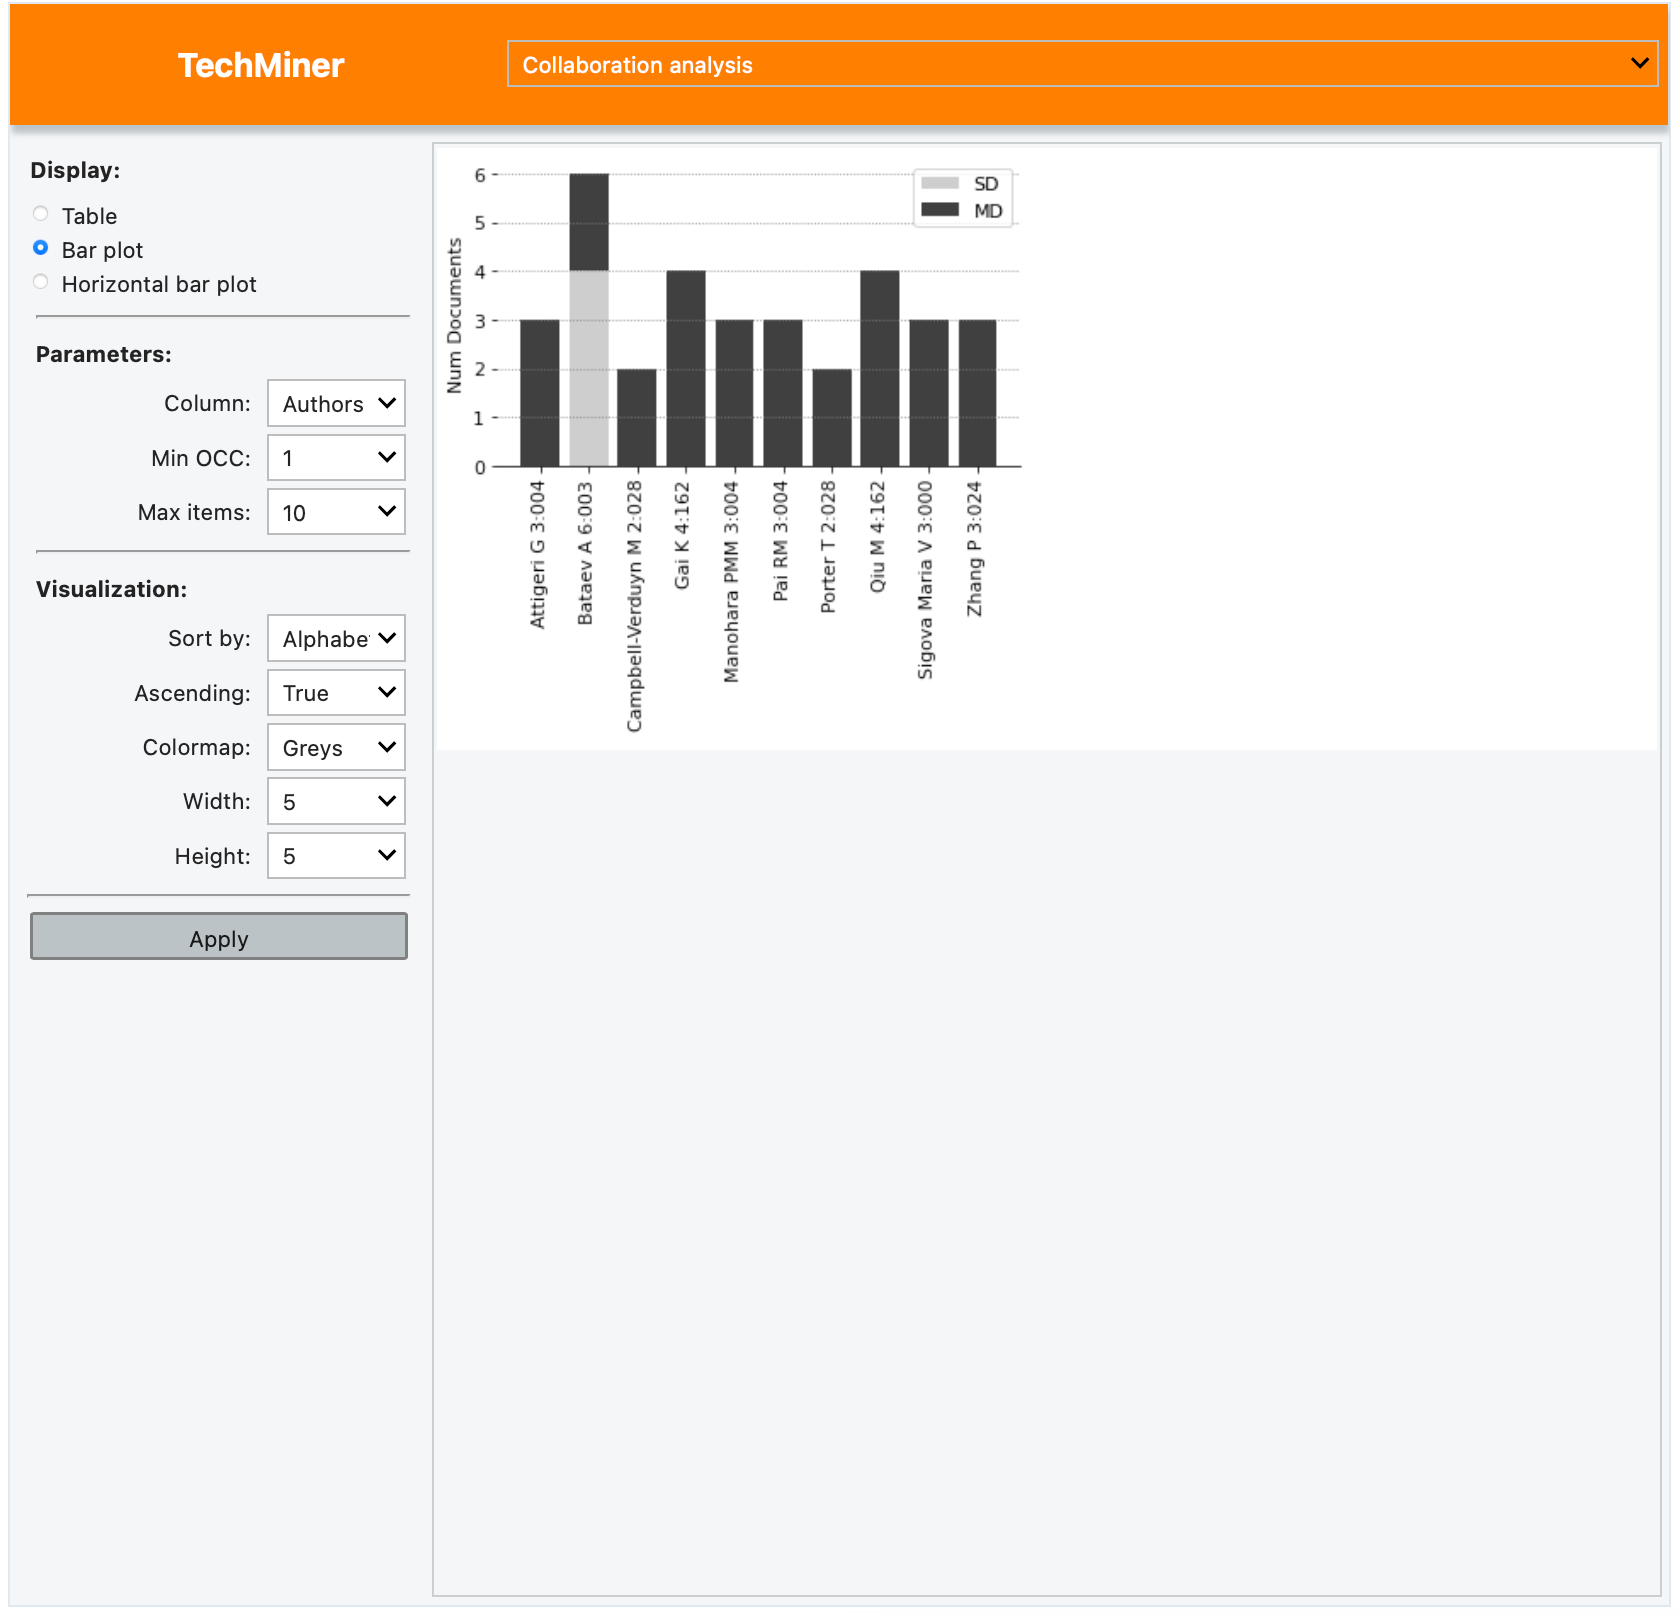 TechMiner
Collaboration analysis
Display:
Table
Bar plot
Horizontal bar plot
Parameters:
Column: Authors
Min OCC: 1
Max items: 10
Visualization:
Sort by: Alphabe
Ascending: True
Colormap: Greys
Width: 5
Height: 5
Apply
SD
MD
Num Documents
6
5
4
3
2
1
0
Attigeri G 3:004
Bataev A 6:003
Campbell-Verduyn M 2:028
Gai K 4:162
Manohara PMM 3:004
Pai RM 3:004
Porter T 2:028
Qiu M 4:162
Sigova Maria V 3:000
Zhang P 3:024